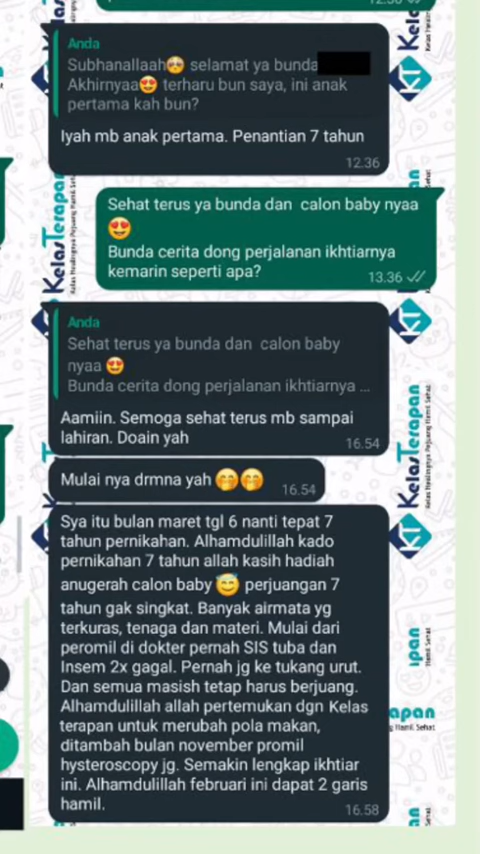 12.36
Anda
Subhanallaah🥺 selamat ya bunda
Akhirnyaa😍 terharu bun saya, ini anak
pertama kah bun?
Iyah mb anak pertama. Penantian 7 tahun
12.36
Sehat terus ya bunda dan calon baby nyaa
😍
Bunda cerita dong perjalanan ikhtiarnya
kemarin seperti apa?
13.36
Anda
Sehat terus ya bunda dan calon baby
nyaa 😍
Bunda cerita dong perjalanan ikhtiarnya ...
Aamiin. Semoga sehat terus mb sampai
lahiran. Doain yah
16.54
Mulai nya drmna yah 🤭🤭
16.54
Sya itu bulan maret tgl 6 nanti tepat 7
tahun pernikahan. Alhamdulillah kado
pernikahan 7 tahun allah kasih hadiah
anugerah calon baby 😇 perjuangan 7
tahun gak singkat. Banyak airmata yg
terkuras, tenaga dan materi. Mulai dari
peromil di dokter pernah SIS tuba dan
Insem 2x gagal. Pernah jg ke tukang urut.
Dan semua masish tetap harus berjuang.
Alhamdulillah allah pertemukan dgn Kelas
terapan untuk merubah pola makan,
ditambah bulan november promil
hysteroscopy jg. Semakin lengkap ikhtiar
ini. Alhamdulillah februari ini dapat 2 garis
hamil.
16.58
KT KelasTerapan
Kelas Healingnya Pejuang Hamil Sehat